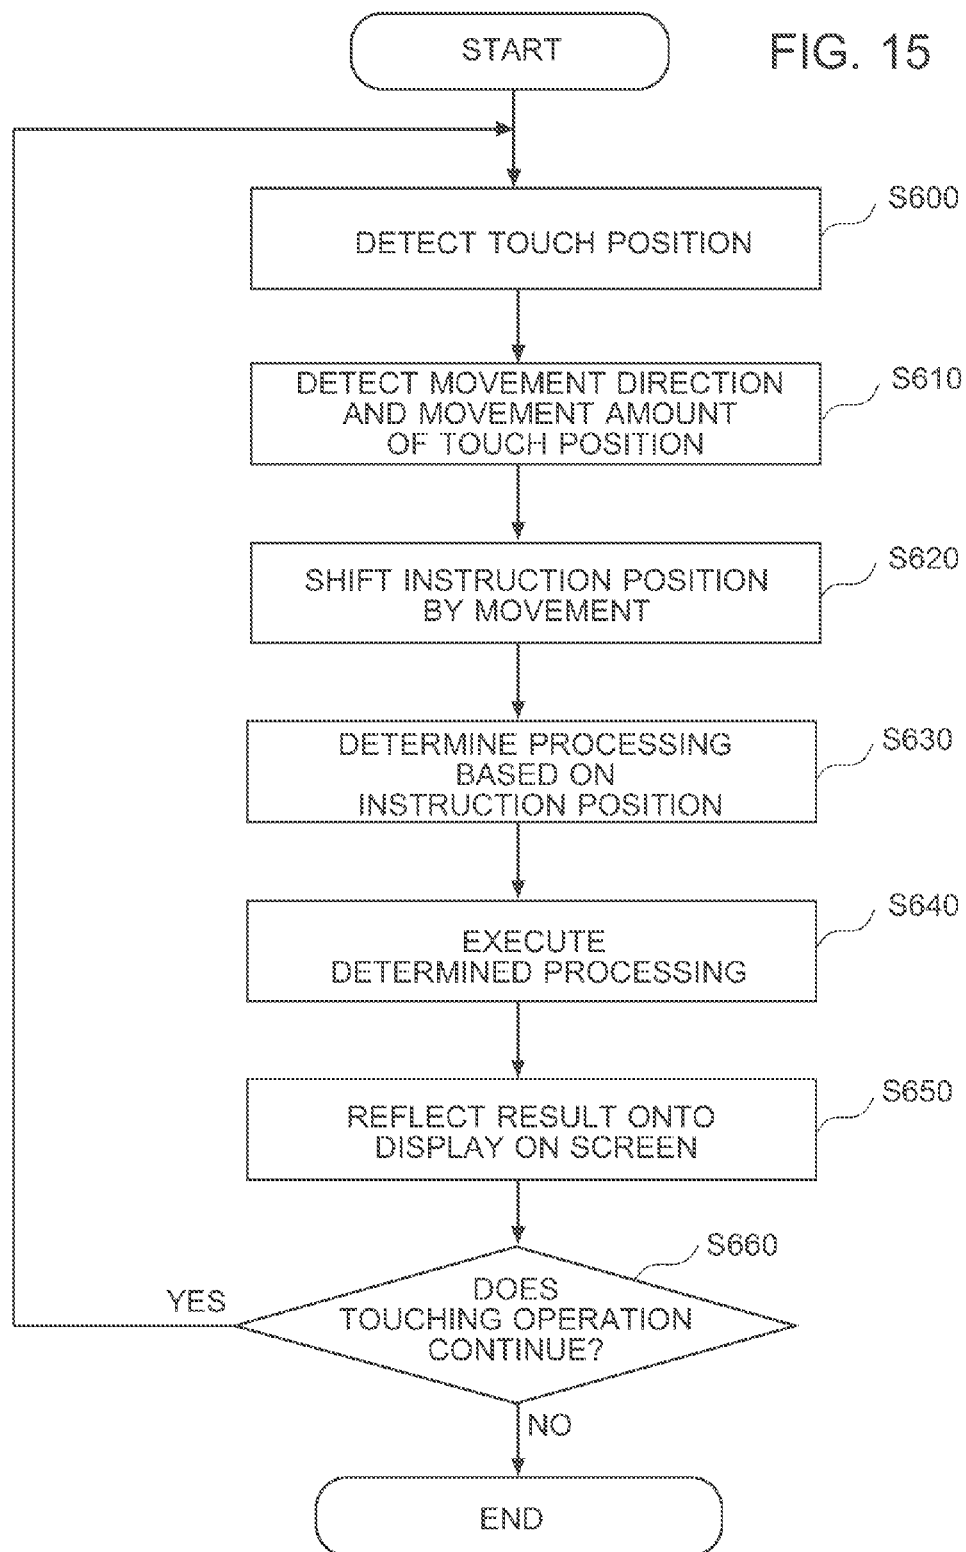 START
FIG. 15
S600
DETECT TOUCH POSITION
S610
DETECT MOVEMENT DIRECTION
AND MOVEMENT AMOUNT
OF TOUCH POSITION
S620
SHIFT INSTRUCTION POSITION
BY MOVEMENT
S630
DETERMINE PROCESSING
BASED ON
INSTRUCTION POSITION
S640
EXECUTE
DETERMINED PROCESSING
S650
REFLECT RESULT ONTO
DISPLAY ON SCREEN
S660
DOES
TOUCHING OPERATION
CONTINUE?
YES
NO
END